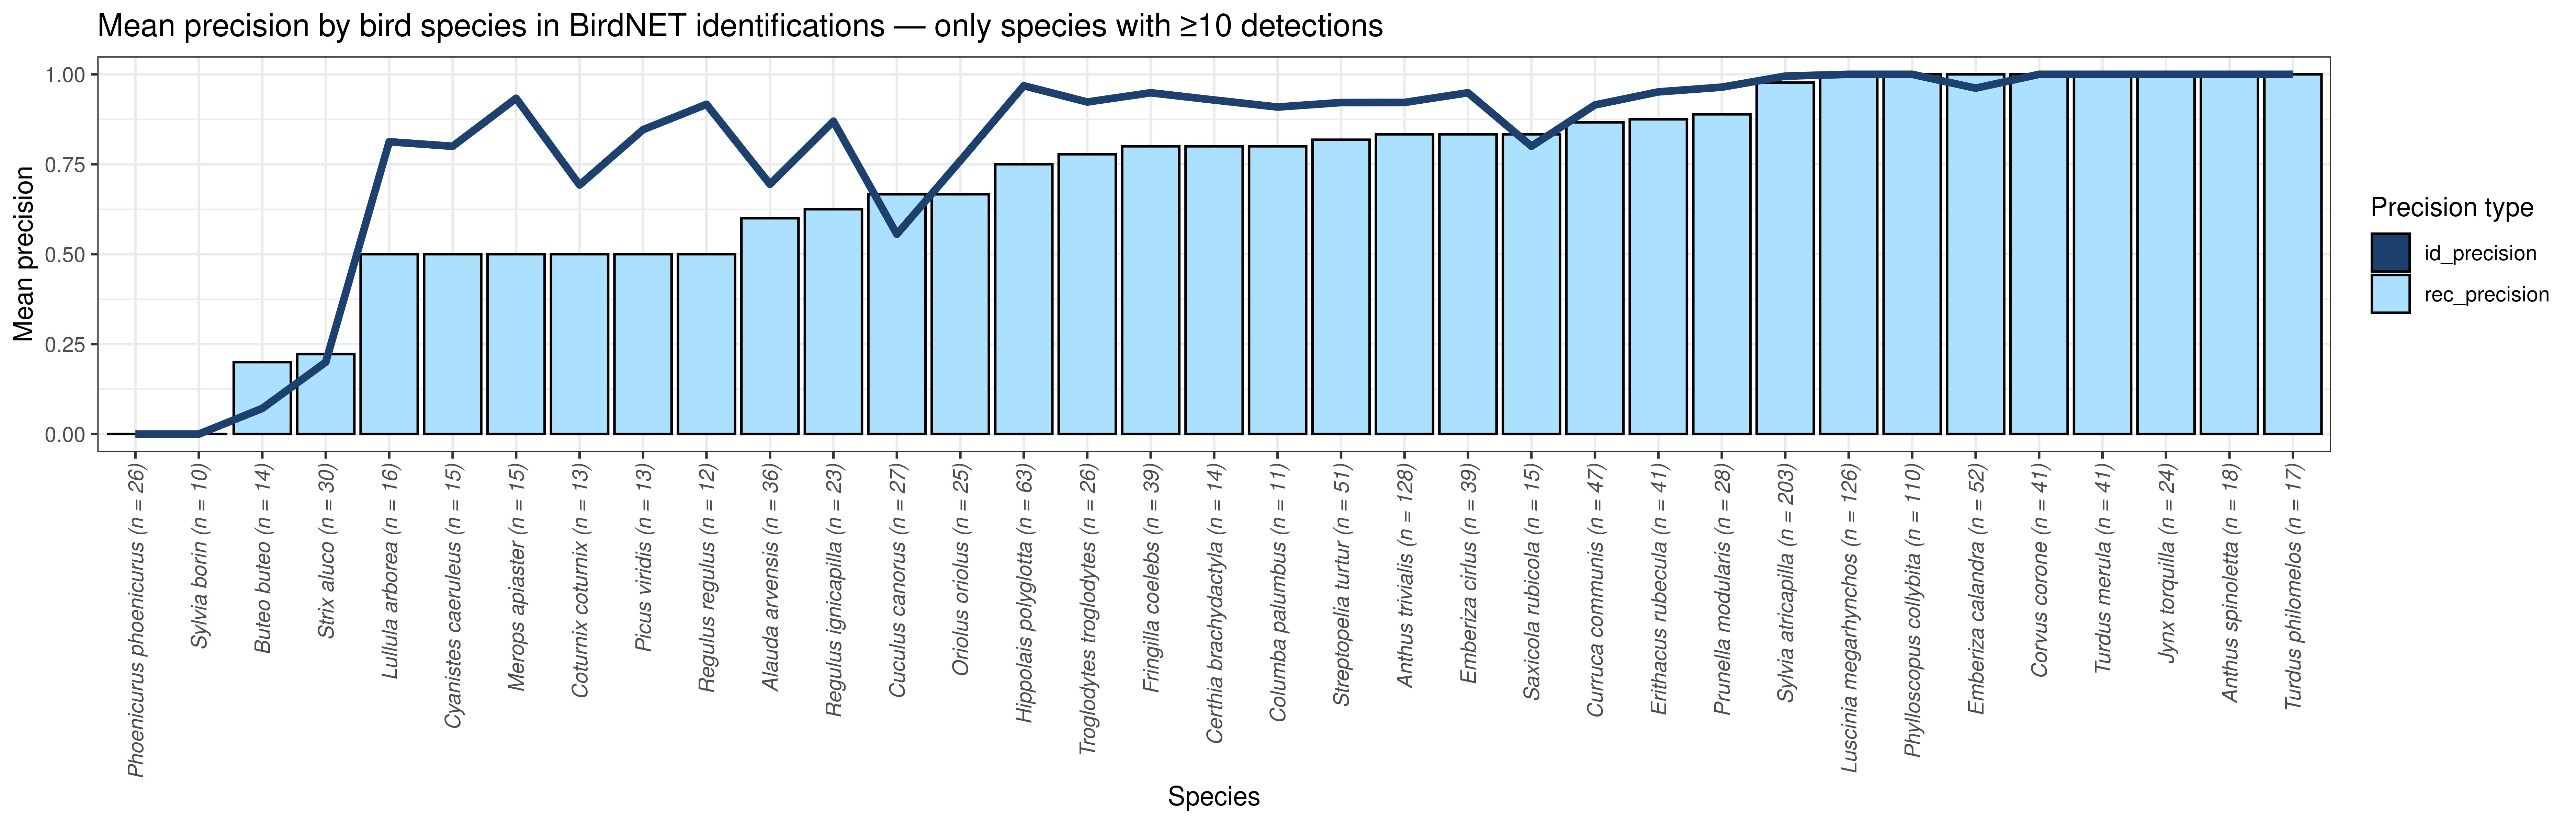 Mean precision by bird species in BirdNET identifications — only species with ≥10 detections
Mean precision
1.00
0.75
0.50
0.25
0.00
Phoenicurus phoenicurus (n = 26)
Sylvia borin (n = 10)
Buteo buteo (n = 14)
Strix aluco (n = 30)
Lullula arborea (n = 16)
Cyanistes caeruleus (n = 15)
Merops apiaster (n = 15)
Coturnix coturnix (n = 13)
Picus viridis (n = 13)
Regulus regulus (n = 12)
Alauda arvensis (n = 36)
Regulus ignicapilla (n = 23)
Cuculus canorus (n = 27)
Oriolus oriolus (n = 25)
Hippolais polyglotta (n = 63)
Troglodytes troglodytes (n = 26)
Fringilla coelebs (n = 39)
Certhia brachydactyla (n = 14)
Columba palumbus (n = 11)
Streptopelia turtur (n = 51)
Anthus trivialis (n = 128)
Emberiza cirlus (n = 39)
Saxicola rubicola (n = 15)
Curruca communis (n = 47)
Erithacus rubecula (n = 41)
Prunella modularis (n = 28)
Sylvia atricapilla (n = 203)
Luscinia megarhynchos (n = 126)
Phylloscopus collybita (n = 110)
Emberiza calandra (n = 52)
Corvus corone (n = 41)
Turdus merula (n = 41)
Jynx torquilla (n = 24)
Anthus spinoletta (n = 18)
Turdus philomelos (n = 17)
Species
Precision type
id_precision
rec_precision